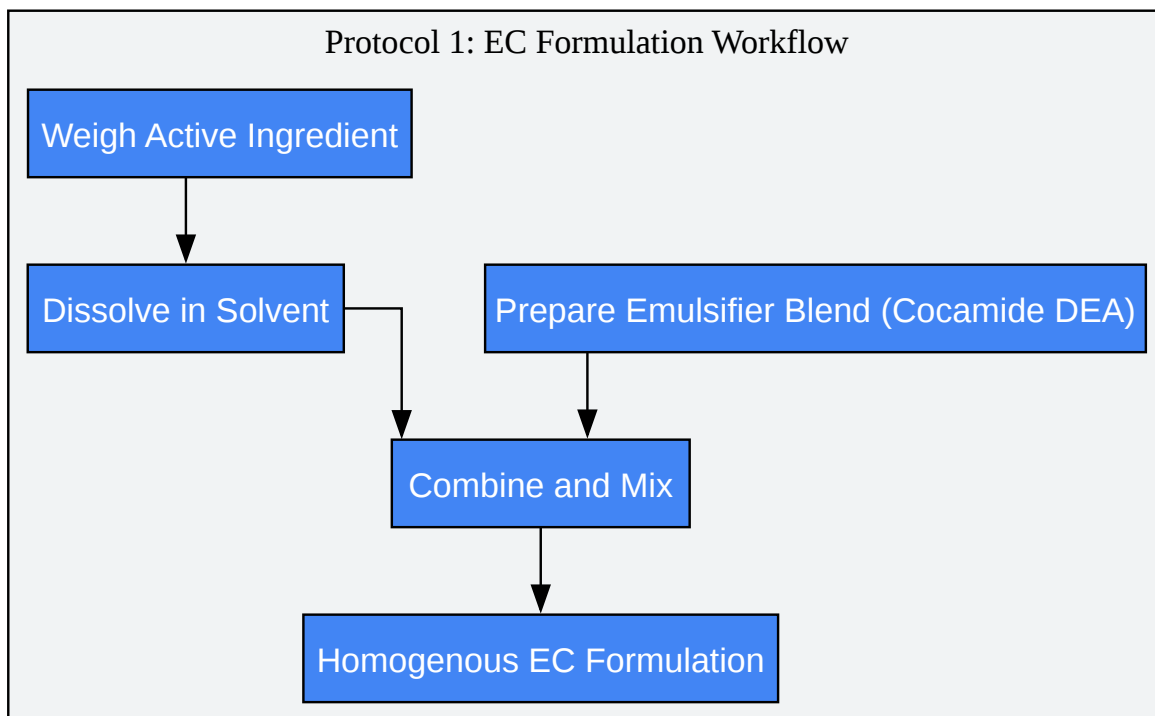 Protocol 1: EC Formulation Workflow
Weigh Active Ingredient
Dissolve in Solvent
Prepare Emulsifier Blend (Cocamide DEA)
Combine and Mix
Homogenous EC Formulation